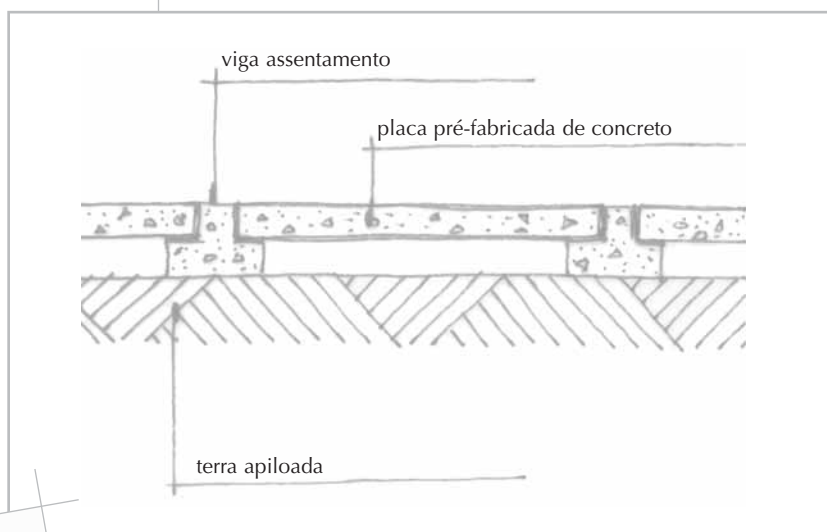 viga assentamento
placa pré-fabricada de concreto
terra apiloada